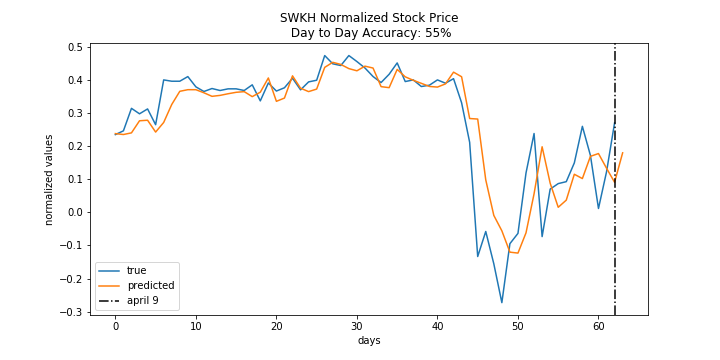 SWKH Normalized Stock Price
Day to Day Accuracy: 55%
normalized values
0.5
0.4
0.3
0.2
0.1
0.0
−0.1
−0.2
−0.3
true
predicted
april 9
0 10 20 30 40 50 60
days